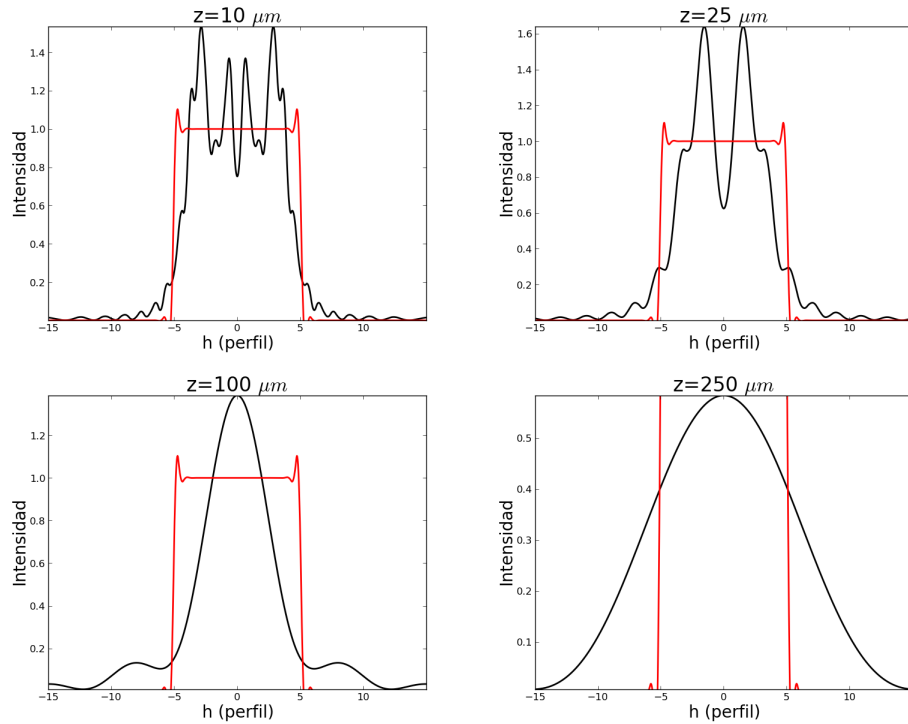 z=10 μm
Intensidad
1.4
1.2
1.0
0.8
0.6
0.4
0.2
−15 −10 −5 0 5 10
h (perfil)
z=25 μm
Intensidad
1.6
1.4
1.2
1.0
0.8
0.6
0.4
0.2
−15 −10 −5 0 5 10
h (perfil)
z=100 μm
Intensidad
1.2
1.0
0.8
0.6
0.4
0.2
−15 −10 −5 0 5 10
h (perfil)
z=250 μm
Intensidad
0.5
0.4
0.3
0.2
0.1
−15 −10 −5 0 5 10
h (perfil)